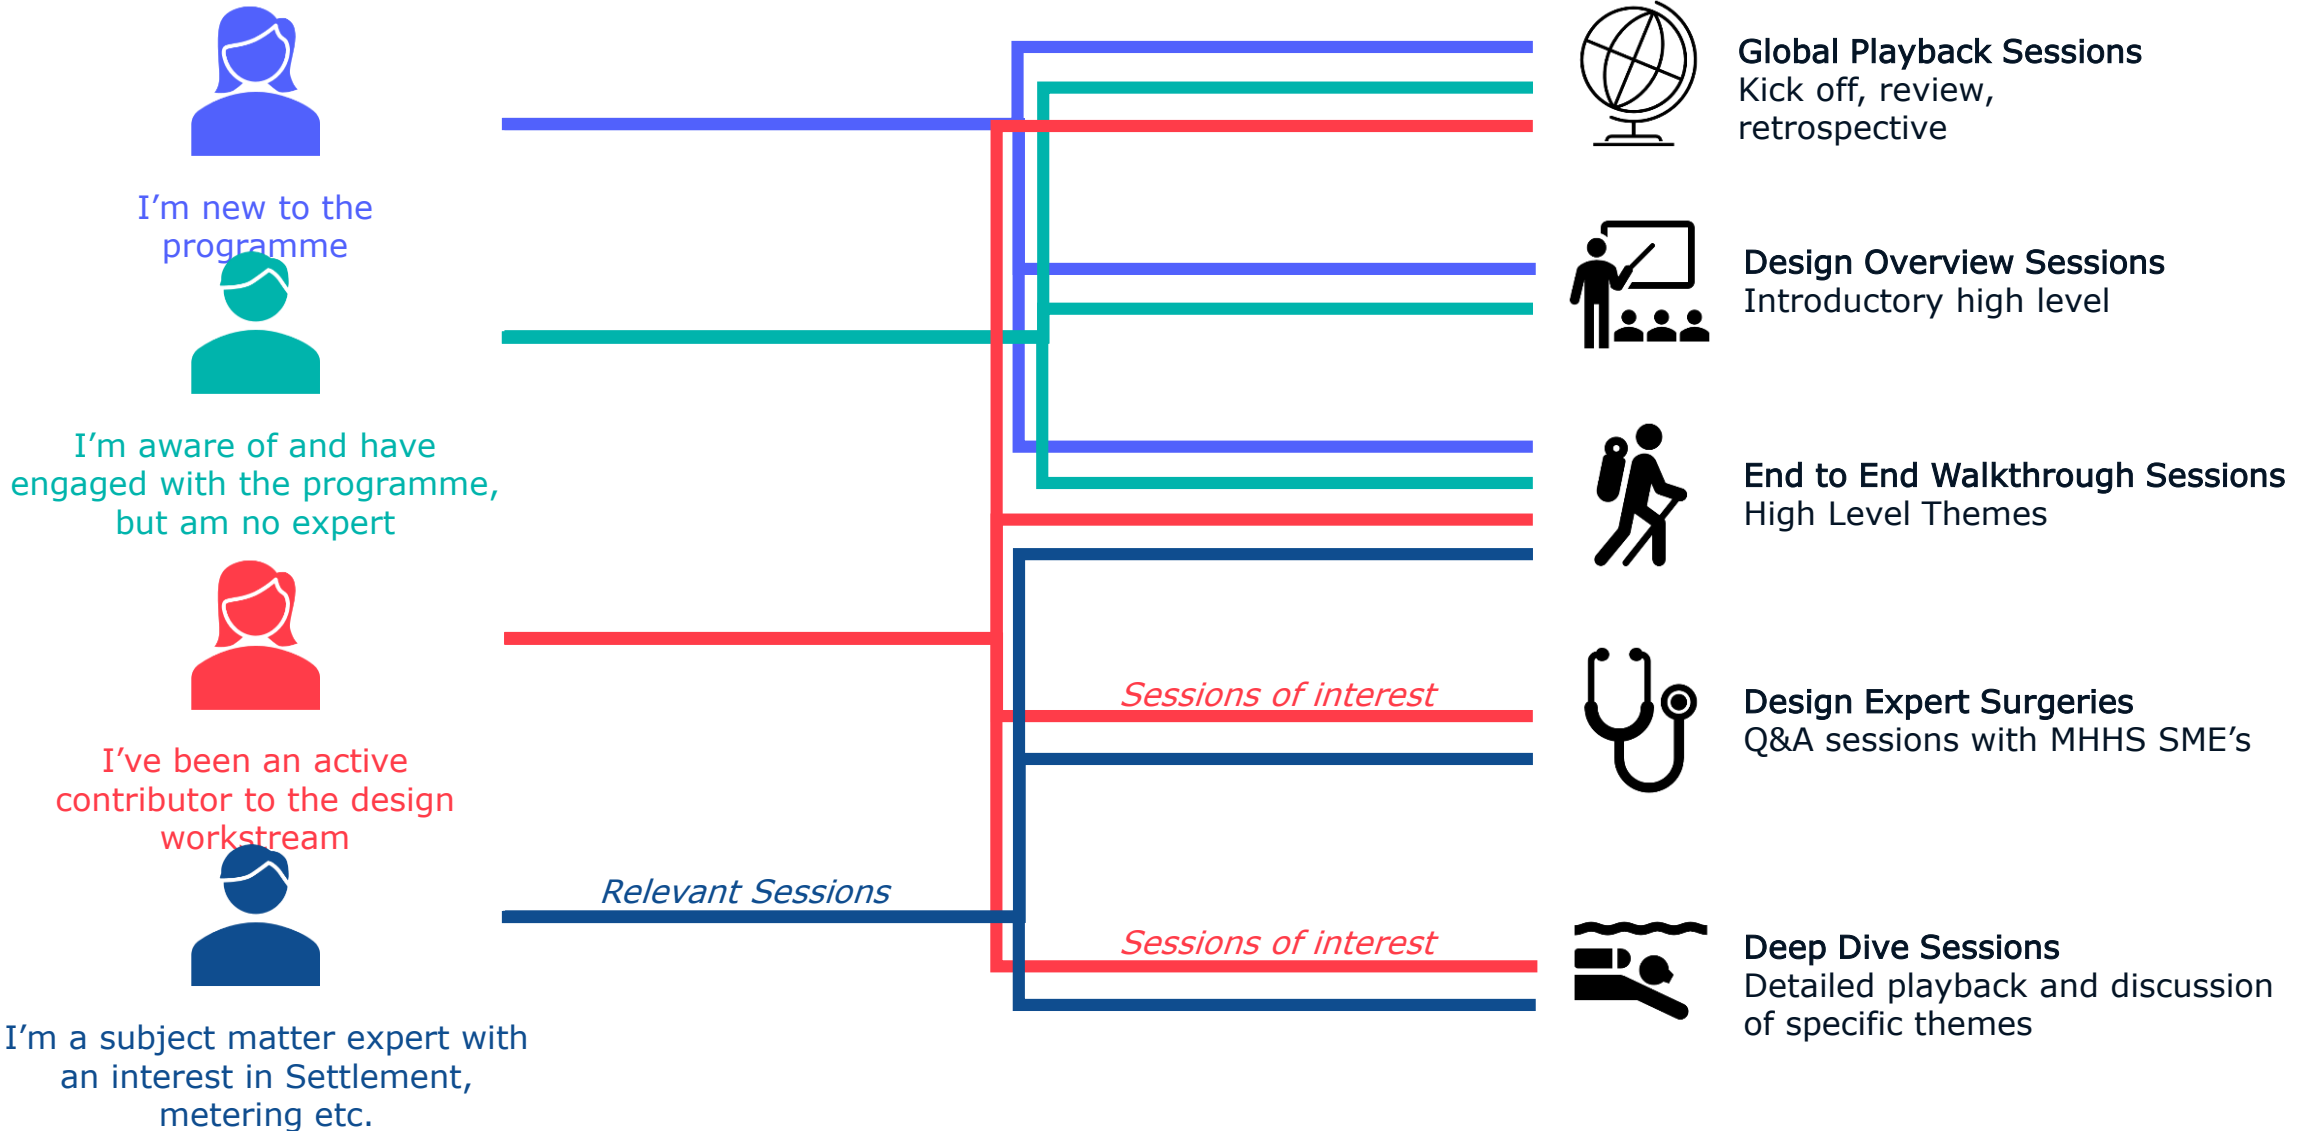 I’m new to the
programme
I’m aware of and have
engaged with the programme,
but am no expert
I’ve been an active
contributor to the design
workstream
Relevant Sessions
I’m a subject matter expert with
an interest in Settlement,
metering etc.
Sessions of interest
Sessions of interest
Global Playback Sessions
Kick off, review,
retrospective
Design Overview Sessions
Introductory high level
End to End Walkthrough Sessions
High Level Themes
Design Expert Surgeries
Q&A sessions with MHHS SME’s
Deep Dive Sessions
Detailed playback and discussion
of specific themes